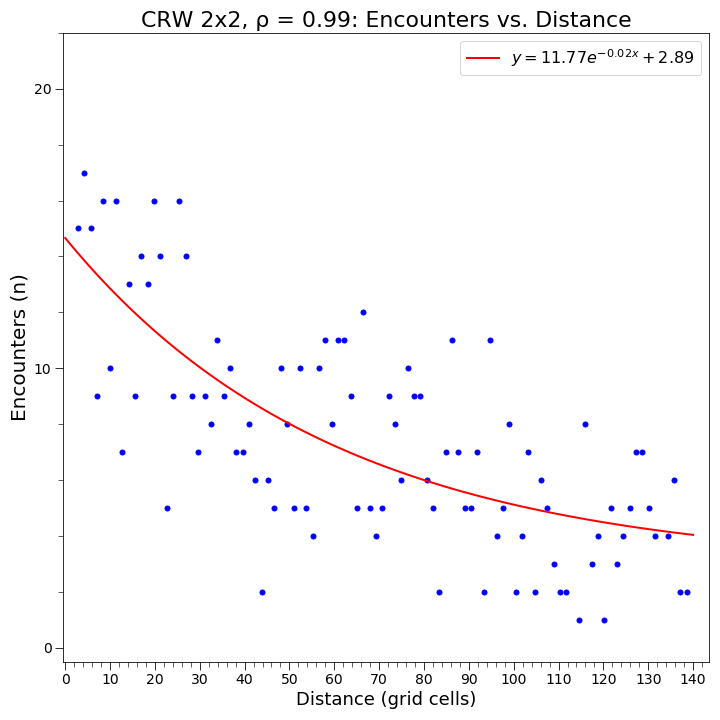 CRW 2x2, ρ = 0.99: Encounters vs. Distance
y = 11.77e^{−0.02x} + 2.89
20
10
0
Encounters (n)
0 10 20 30 40 50 60 70 80 90 100 110 120 130 140
Distance (grid cells)